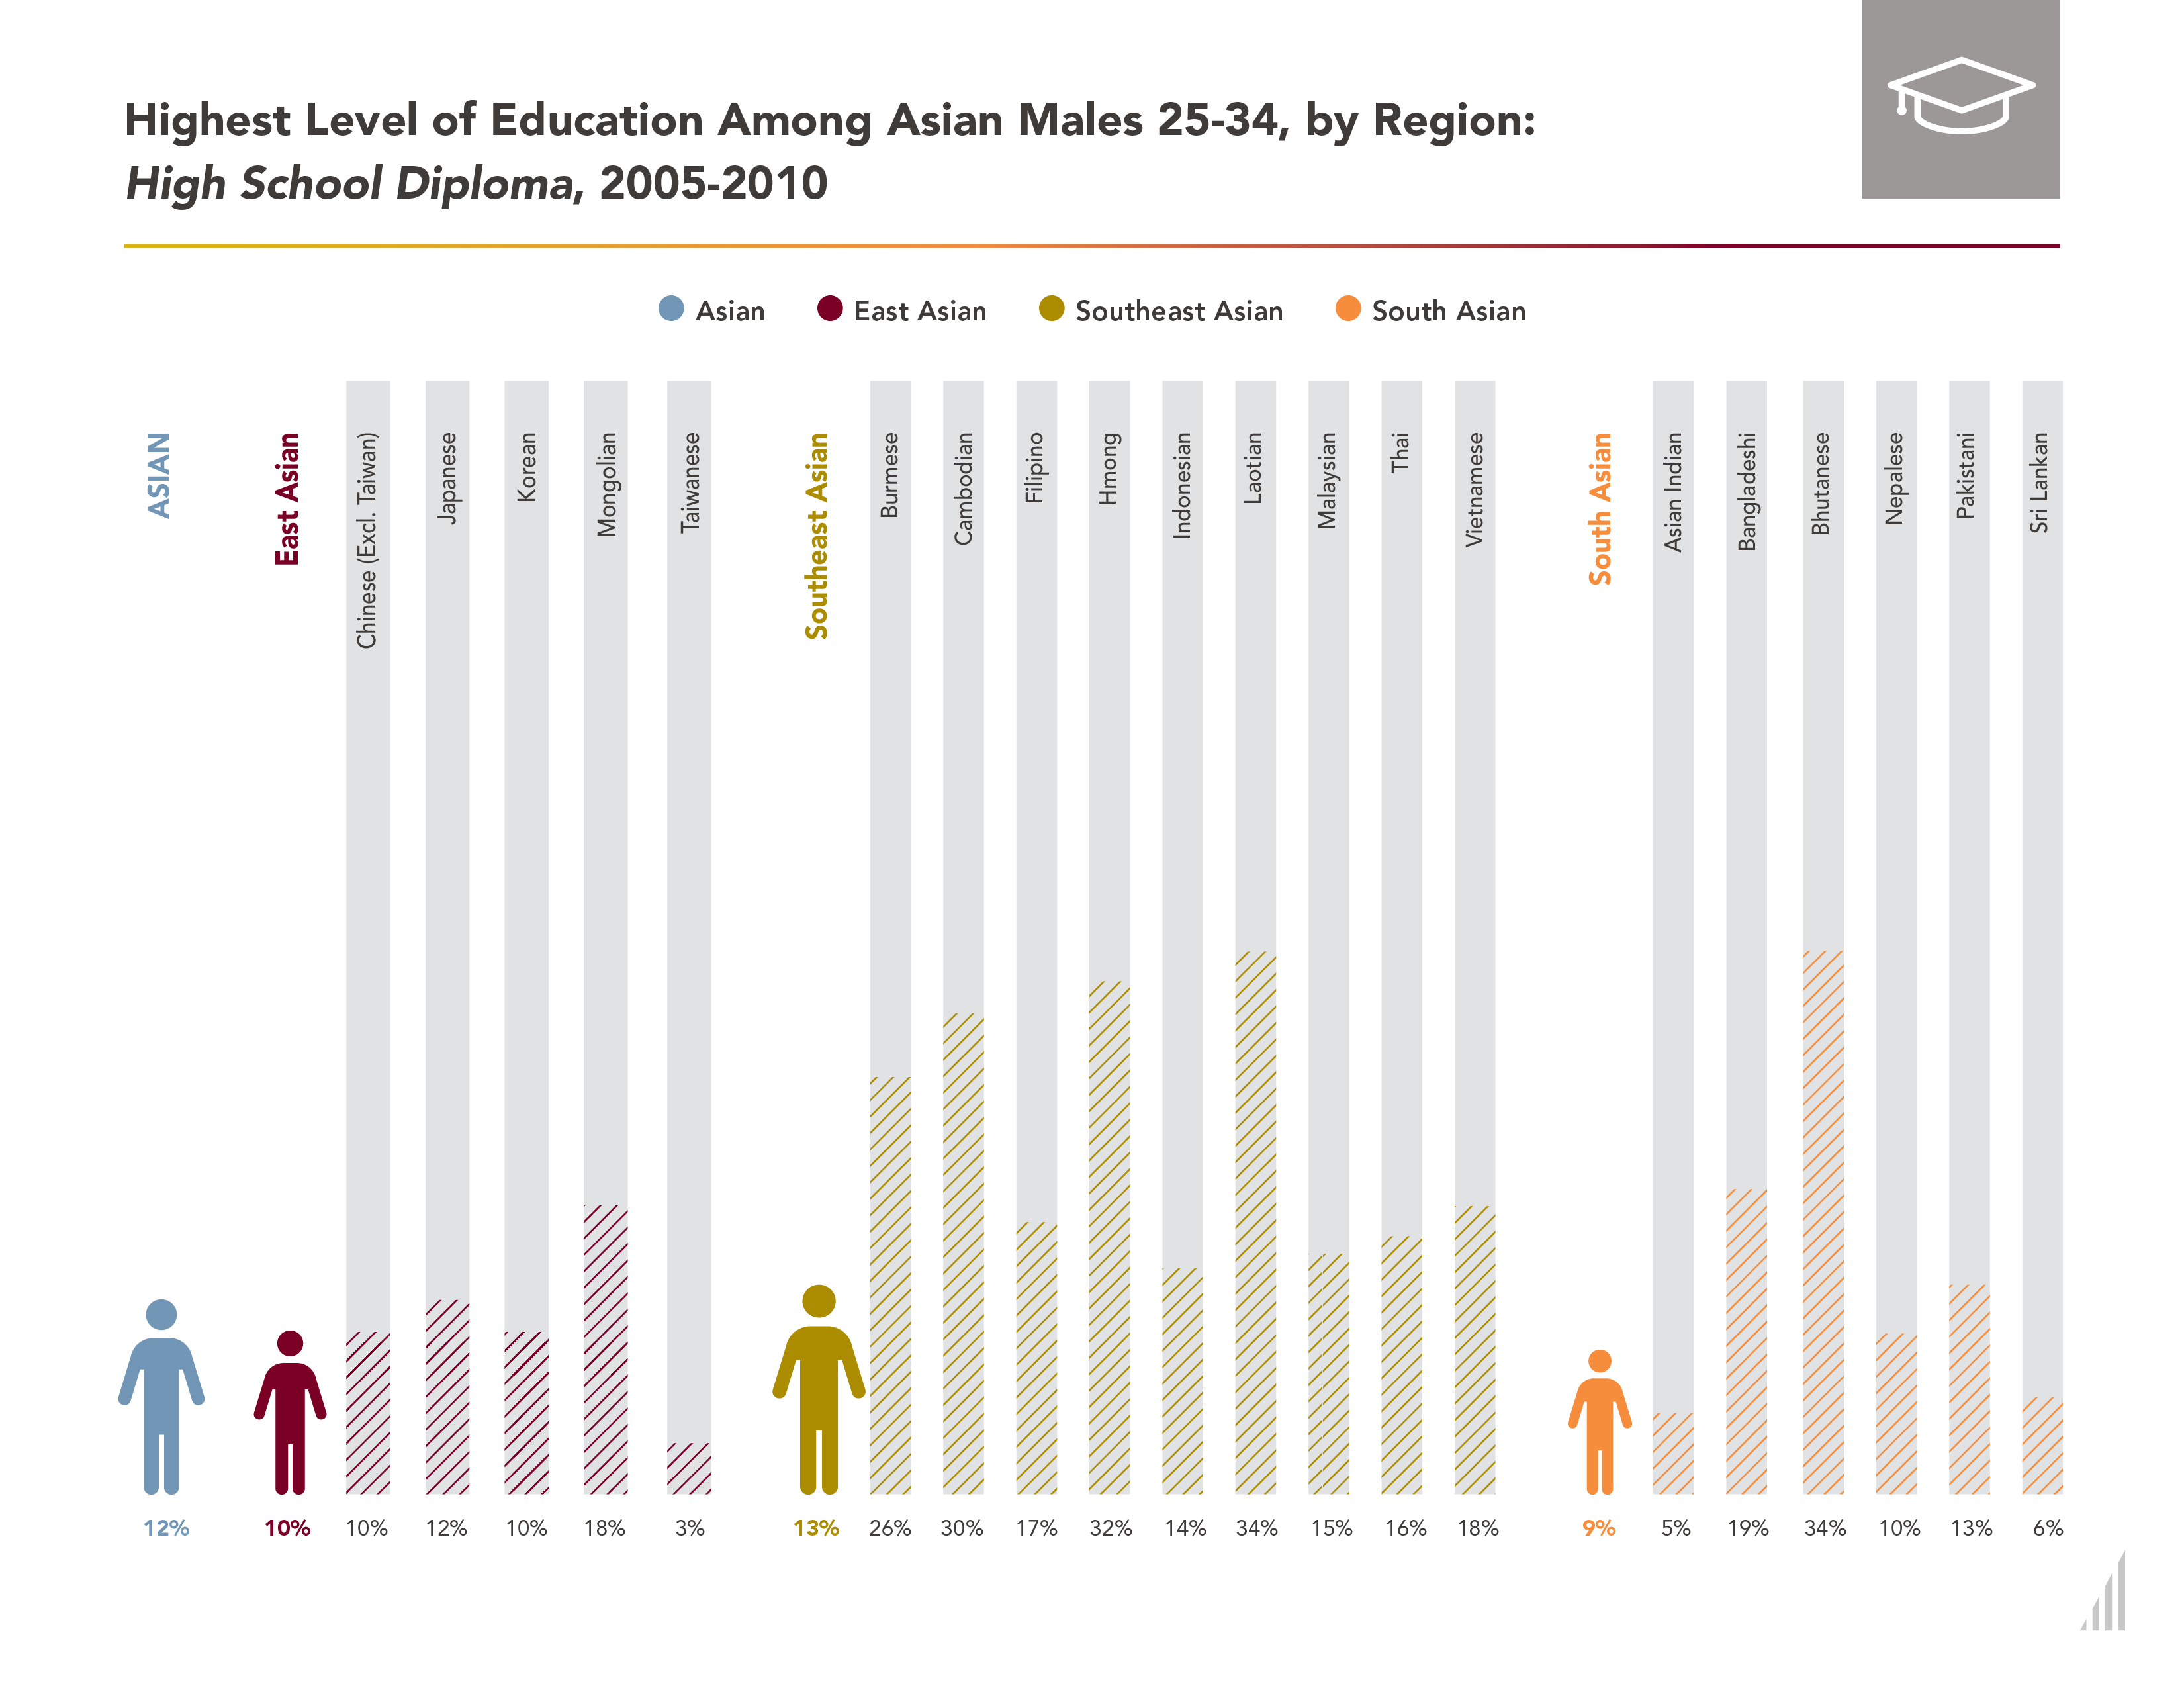 Highest Level of Education Among Asian Males 25-34, by Region:
High School Diploma, 2005-2010
Asian
East Asian
Southeast Asian
South Asian
ASIAN
East Asian
Chinese (Excl. Taiwan)
Japanese
Korean
Mongolian
Taiwanese
Southeast Asian
Burmese
Cambodian
Filipino
Hmong
Indonesian
Laotian
Malaysian
Thai
Vietnamese
South Asian
Asian Indian
Bangladeshi
Bhutanese
Nepalese
Pakistani
Sri Lankan
12% 10% 10% 12% 10% 18% 3% 13% 26% 30% 17% 32% 14% 34% 15% 16% 18% 9% 5% 19% 34% 10% 13% 6%